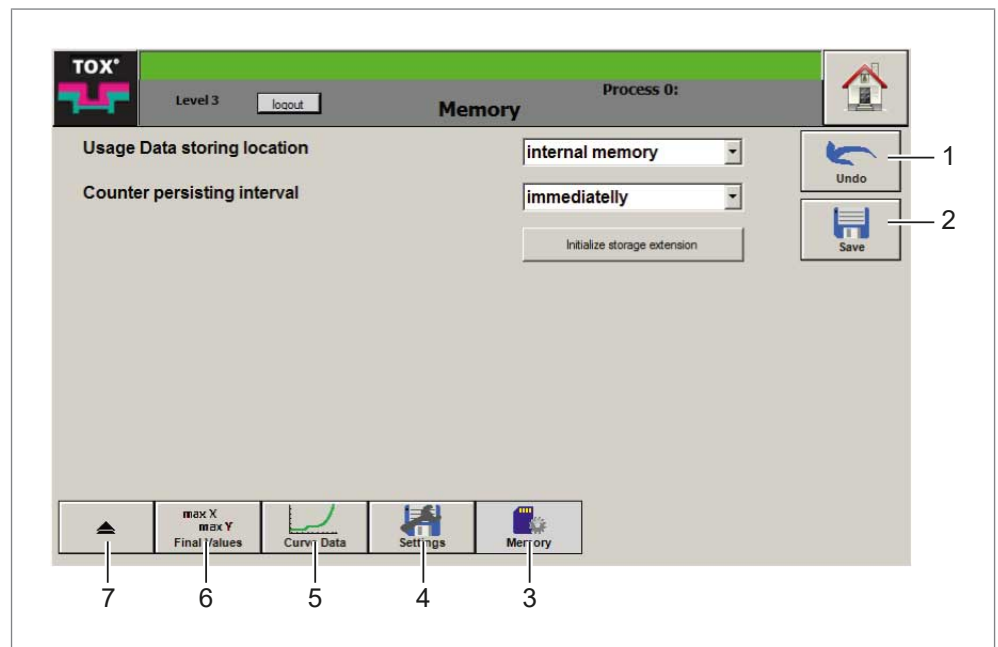 TOX®
Level 3 logout Memory Process 0:
Usage Data storing location internal memory
Counter persisting interval immediatelly
Initialize storage extension
Undo
1
Save
2
max X
max Y
Final Values
Curve Data
Settings
Memory
7 6 5 4 3